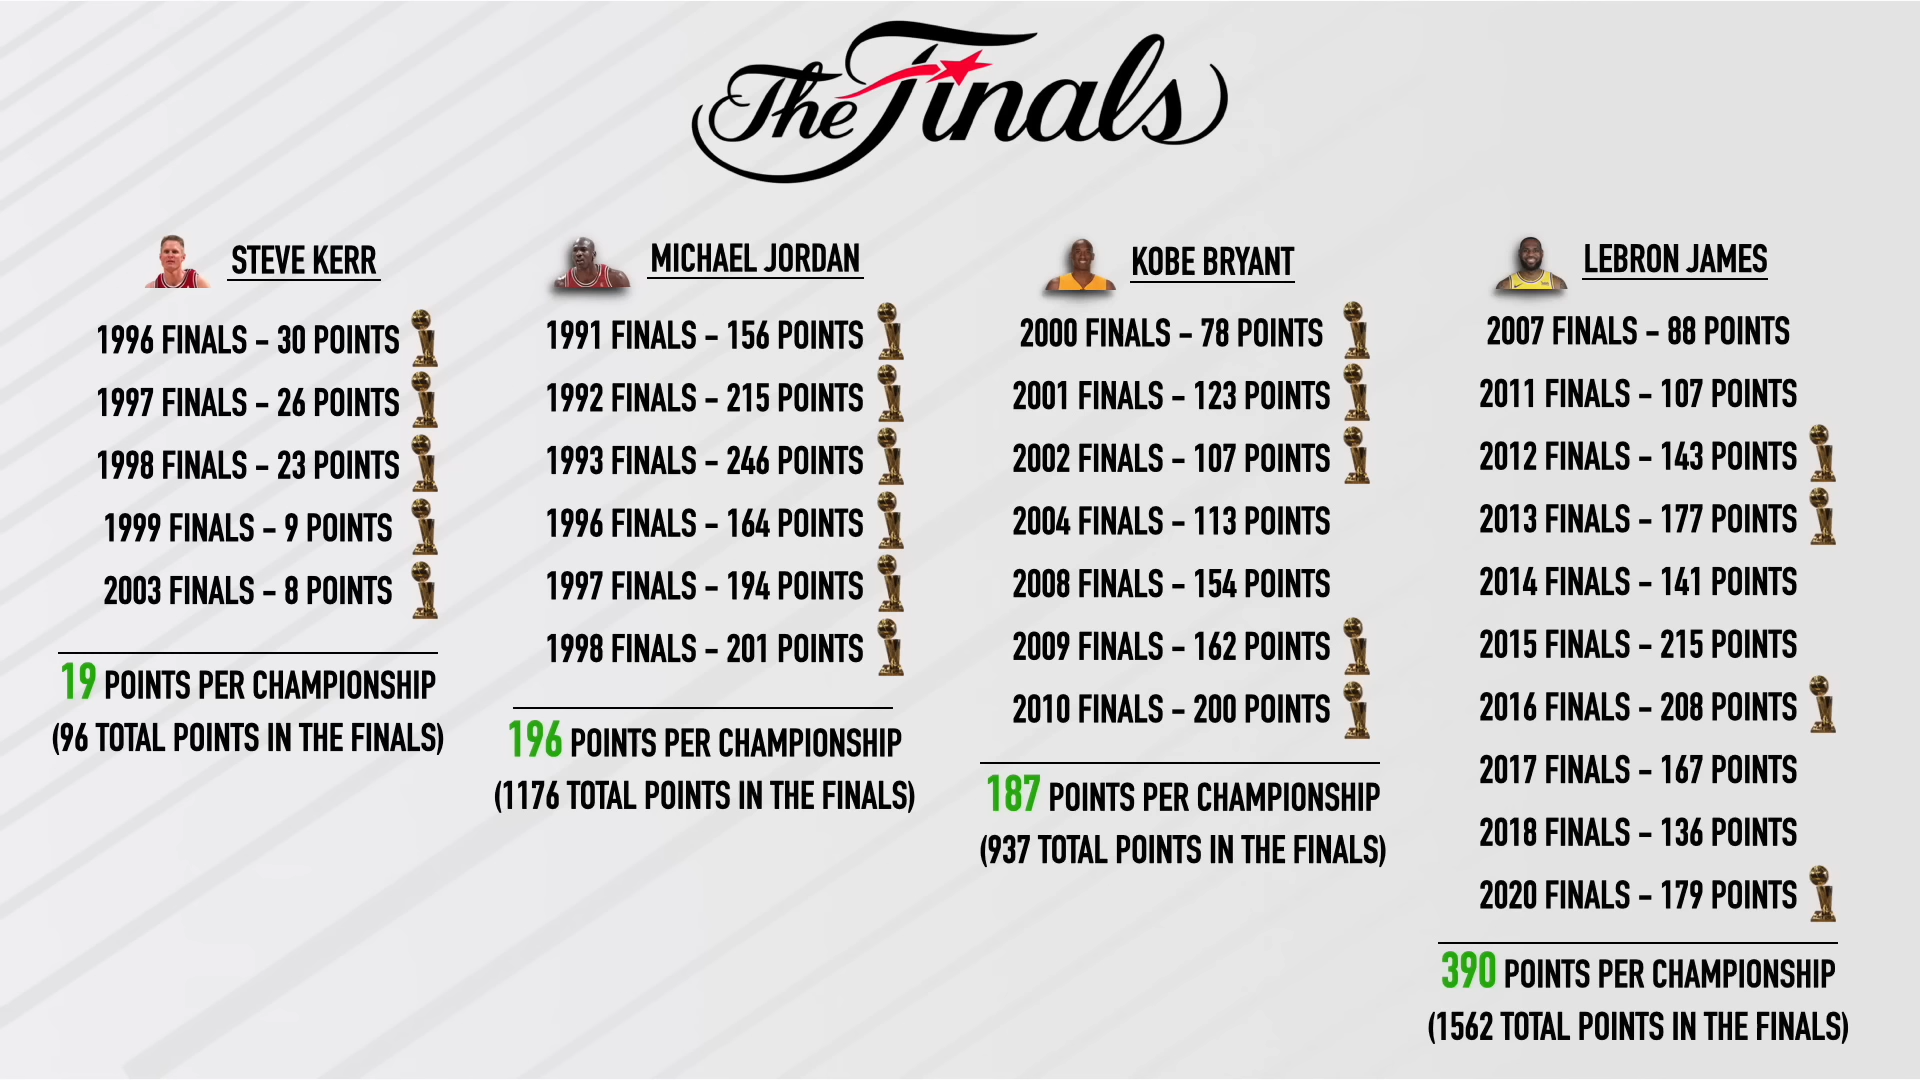 The Finals
STEVE KERR
1996 FINALS - 30 POINTS
1997 FINALS - 26 POINTS
1998 FINALS - 23 POINTS
1999 FINALS - 9 POINTS
2003 FINALS - 8 POINTS
19 POINTS PER CHAMPIONSHIP
(96 TOTAL POINTS IN THE FINALS)
MICHAEL JORDAN
1991 FINALS - 156 POINTS
1992 FINALS - 215 POINTS
1993 FINALS - 246 POINTS
1996 FINALS - 164 POINTS
1997 FINALS - 194 POINTS
1998 FINALS - 201 POINTS
196 POINTS PER CHAMPIONSHIP
(1176 TOTAL POINTS IN THE FINALS)
KOBE BRYANT
2000 FINALS - 78 POINTS
2001 FINALS - 123 POINTS
2002 FINALS - 107 POINTS
2004 FINALS - 113 POINTS
2008 FINALS - 154 POINTS
2009 FINALS - 162 POINTS
2010 FINALS - 200 POINTS
187 POINTS PER CHAMPIONSHIP
(937 TOTAL POINTS IN THE FINALS)
LEBRON JAMES
2007 FINALS - 88 POINTS
2011 FINALS - 107 POINTS
2012 FINALS - 143 POINTS
2013 FINALS - 177 POINTS
2014 FINALS - 141 POINTS
2015 FINALS - 215 POINTS
2016 FINALS - 208 POINTS
2017 FINALS - 167 POINTS
2018 FINALS - 136 POINTS
2020 FINALS - 179 POINTS
390 POINTS PER CHAMPIONSHIP
(1562 TOTAL POINTS IN THE FINALS)